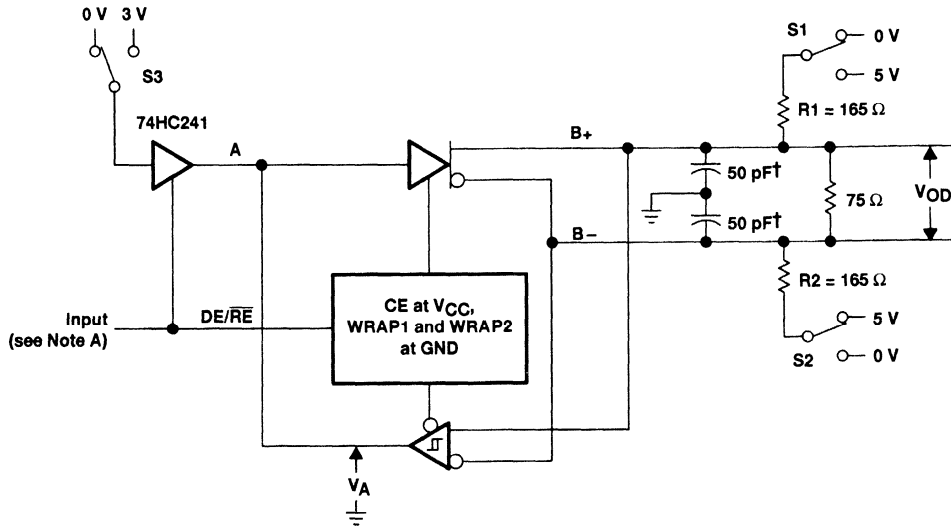 0 V 3 V
S3
74HC241
A
B+
B−
S1
0 V
5 V
R1 = 165 Ω
50 pF†
50 pF†
75 Ω
VOD
R2 = 165 Ω
5 V
S2
0 V
Input
(see Note A)
DE/RE
CE at VCC,
WRAP1 and WRAP2
at GND
VA